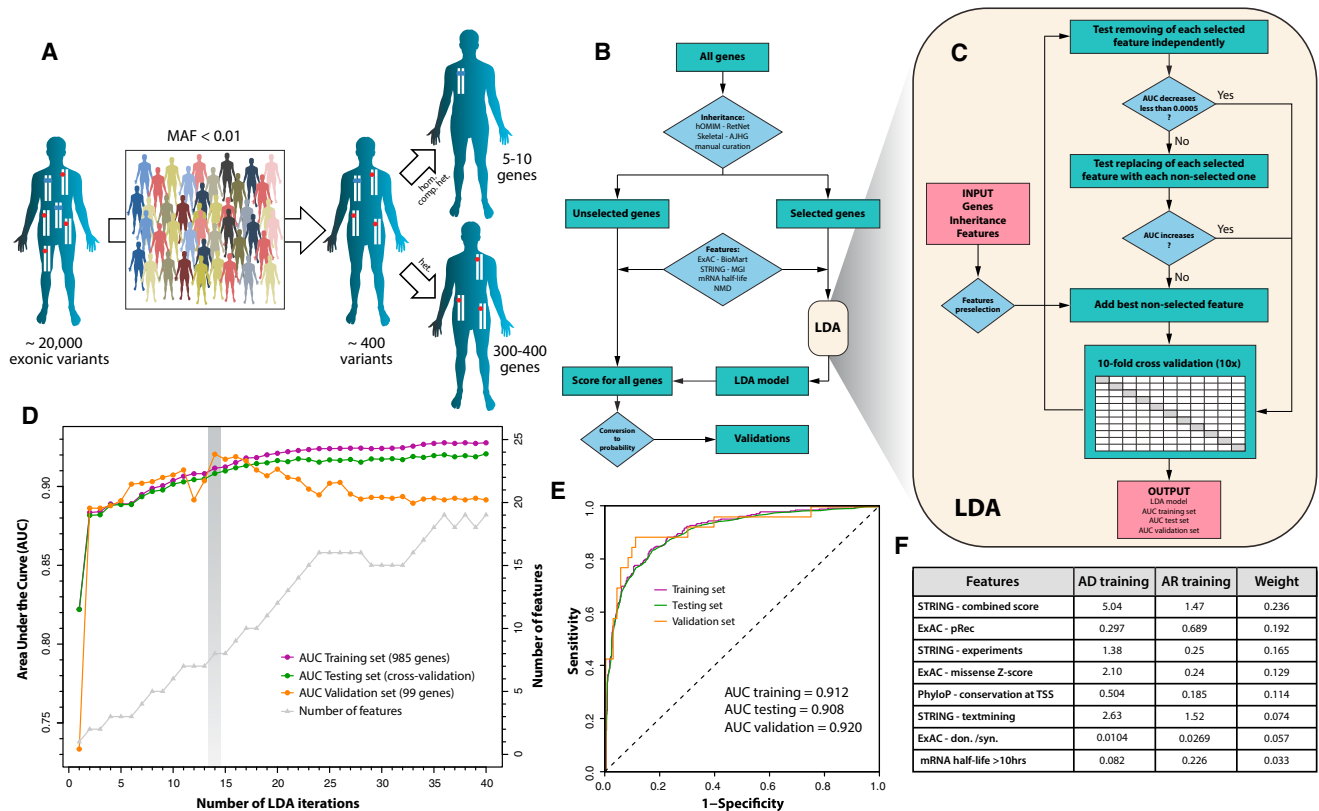 A
MAF < 0.01
~ 20,000
exonic variants
~ 400
variants
hom.
comp. het.
het.
5-10
genes
300-400
genes
B
All genes
Inheritance:
hOMIM - RetNet
Skeletal - AJHG
manual curation
Unselected genes
Selected genes
Features:
ExAC - BioMart
STRING - MGI
mRNA half-life
NMD
LDA
Score for all genes
LDA model
Conversion
to
probability
Validations
C
Test removing of each selected
feature independently
AUC decreases
less than 0.0005
?
Yes
No
Test replacing of each selected
feature with each non-selected one
INPUT
Genes
Inheritance
Features
AUC increases
?
Yes
No
Features
preselection
Add best non-selected feature
10-fold cross validation (10x)
OUTPUT
LDA model
AUC training set
AUC test set
AUC validation set
LDA
D
Area Under the Curve (AUC)
0.75
0.80
0.85
0.90
0
5
10
15
20
25
30
35
40
Number of LDA iterations
Number of features
0
5
10
15
20
25
AUC Training set (985 genes)
AUC Testing set (cross-validation)
AUC Validation set (99 genes)
Number of features
E
Sensitivity
0.0
0.2
0.4
0.6
0.8
1.0
Training set
Testing set
Validation set
AUC training = 0.912
AUC testing = 0.908
AUC validation = 0.920
0.0
0.2
0.4
0.6
0.8
1.0
1−Specificity
F
Features AD training AR training Weight
STRING - combined score 5.04 1.47 0.236
ExAC - pRec 0.297 0.689 0.192
STRING - experiments 1.38 0.25 0.165
ExAC - missense Z-score 2.10 0.24 0.129
PhyloP - conservation at TSS 0.504 0.185 0.114
STRING - textmining 2.63 1.52 0.074
ExAC - don. /syn. 0.0104 0.0269 0.057
mRNA half-life >10hrs 0.082 0.226 0.033